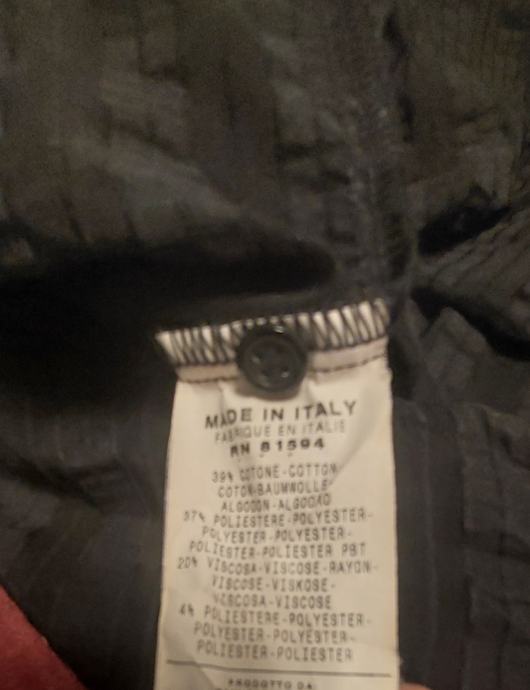 MADE IN ITALY
FABRIQUE EN ITALIE
RN 81594
39% COTONE-COTTON
COTON-BAUMWOLLE
ALGODON-ALGODAO
37% POLIESTERE-POLYESTER-
POLYESTER-POLYESTER-
POLIESTER-POLIESTER PBT
20% VISCOSA-VISCOSE-RAYON-
VISCOSE-VISKOSE-
VISCOSA-VISCOSE
4% POLIESTERE-POLYESTER-
POLYESTER-POLYESTER-
POLIESTER-POLIESTER
PRODOTTO DA